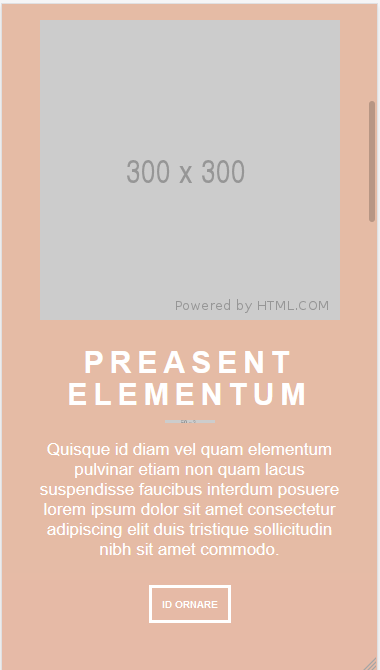 300 x 300
Powered by HTML.COM
PREASENT
ELEMENTUM
Quisque id diam vel quam elementum
pulvinar etiam non quam lacus
suspendisse faucibus interdum posuere
lorem ipsum dolor sit amet consectetur
adipiscing elit duis tristique sollicitudin
nibh sit amet commodo.
ID ORNARE